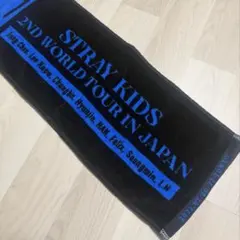 STRAY KIDS
2ND WORLD TOUR IN JAPAN
Bang Chan, Lee Know, Changbin, Hyunjin, HAN, Felix, Seungmin, I.N